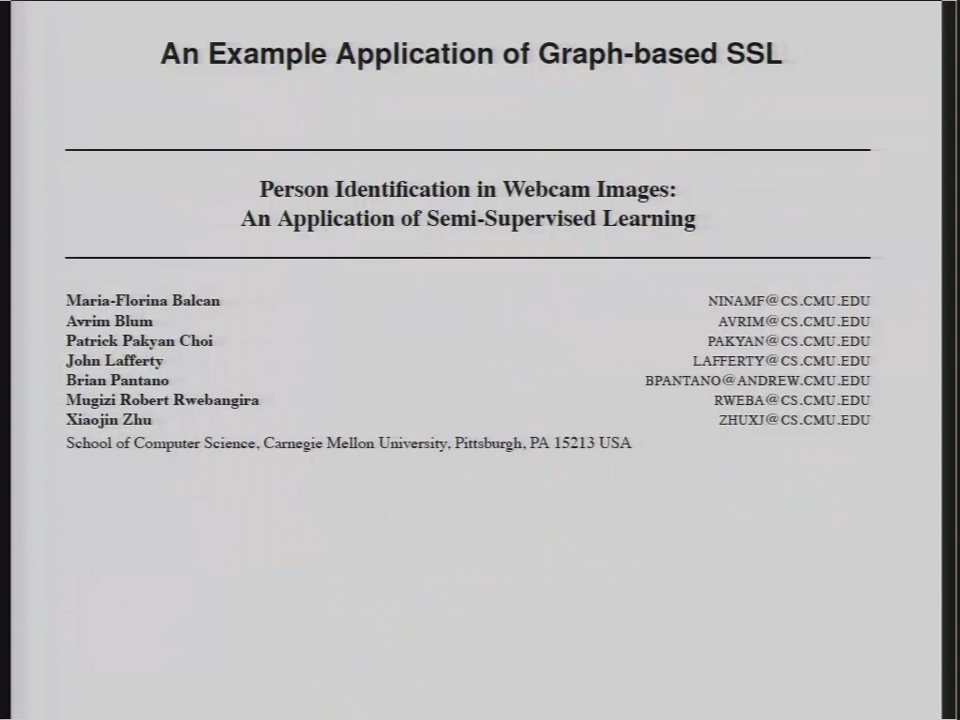 An Example Application of Graph-based SSL
Person Identification in Webcam Images:
An Application of Semi-Supervised Learning
Maria-Florina Balcan NINAMF@CS.CMU.EDU
Avrim Blum AVRIM@CS.CMU.EDU
Patrick Pakyan Choi PAKYAN@CS.CMU.EDU
John Lafferty LAFFERTY@CS.CMU.EDU
Brian Pantano BPANTANO@ANDREW.CMU.EDU
Mugizi Robert Rwebangira RWEBA@CS.CMU.EDU
Xiaojin Zhu ZHUXJ@CS.CMU.EDU
School of Computer Science, Carnegie Mellon University, Pittsburgh, PA 15213 USA